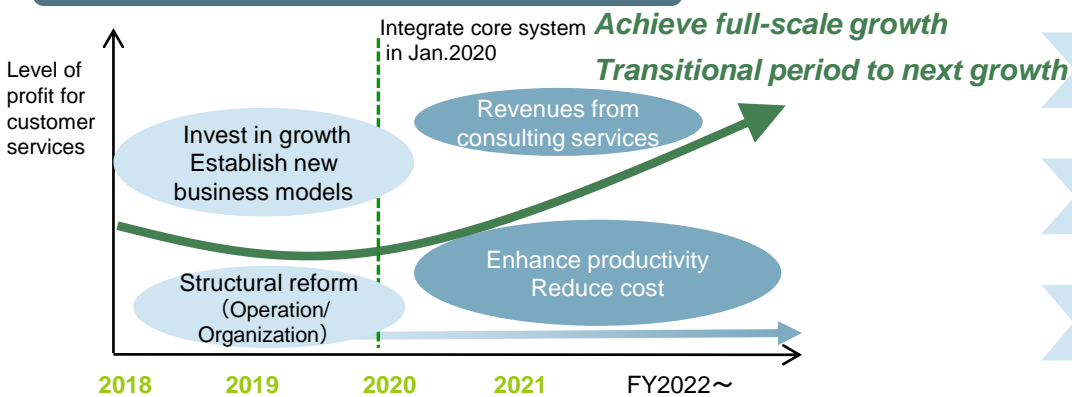 Integrate core system
in Jan.2020
Achieve full-scale growth
Transitional period to next growth
Level of
profit for
customer
services
Invest in growth
Establish new
business models
Revenues from
consulting services
Structural reform
（Operation/
Organization）
Enhance productivity
Reduce cost
2018 2019 2020 2021 FY2022～